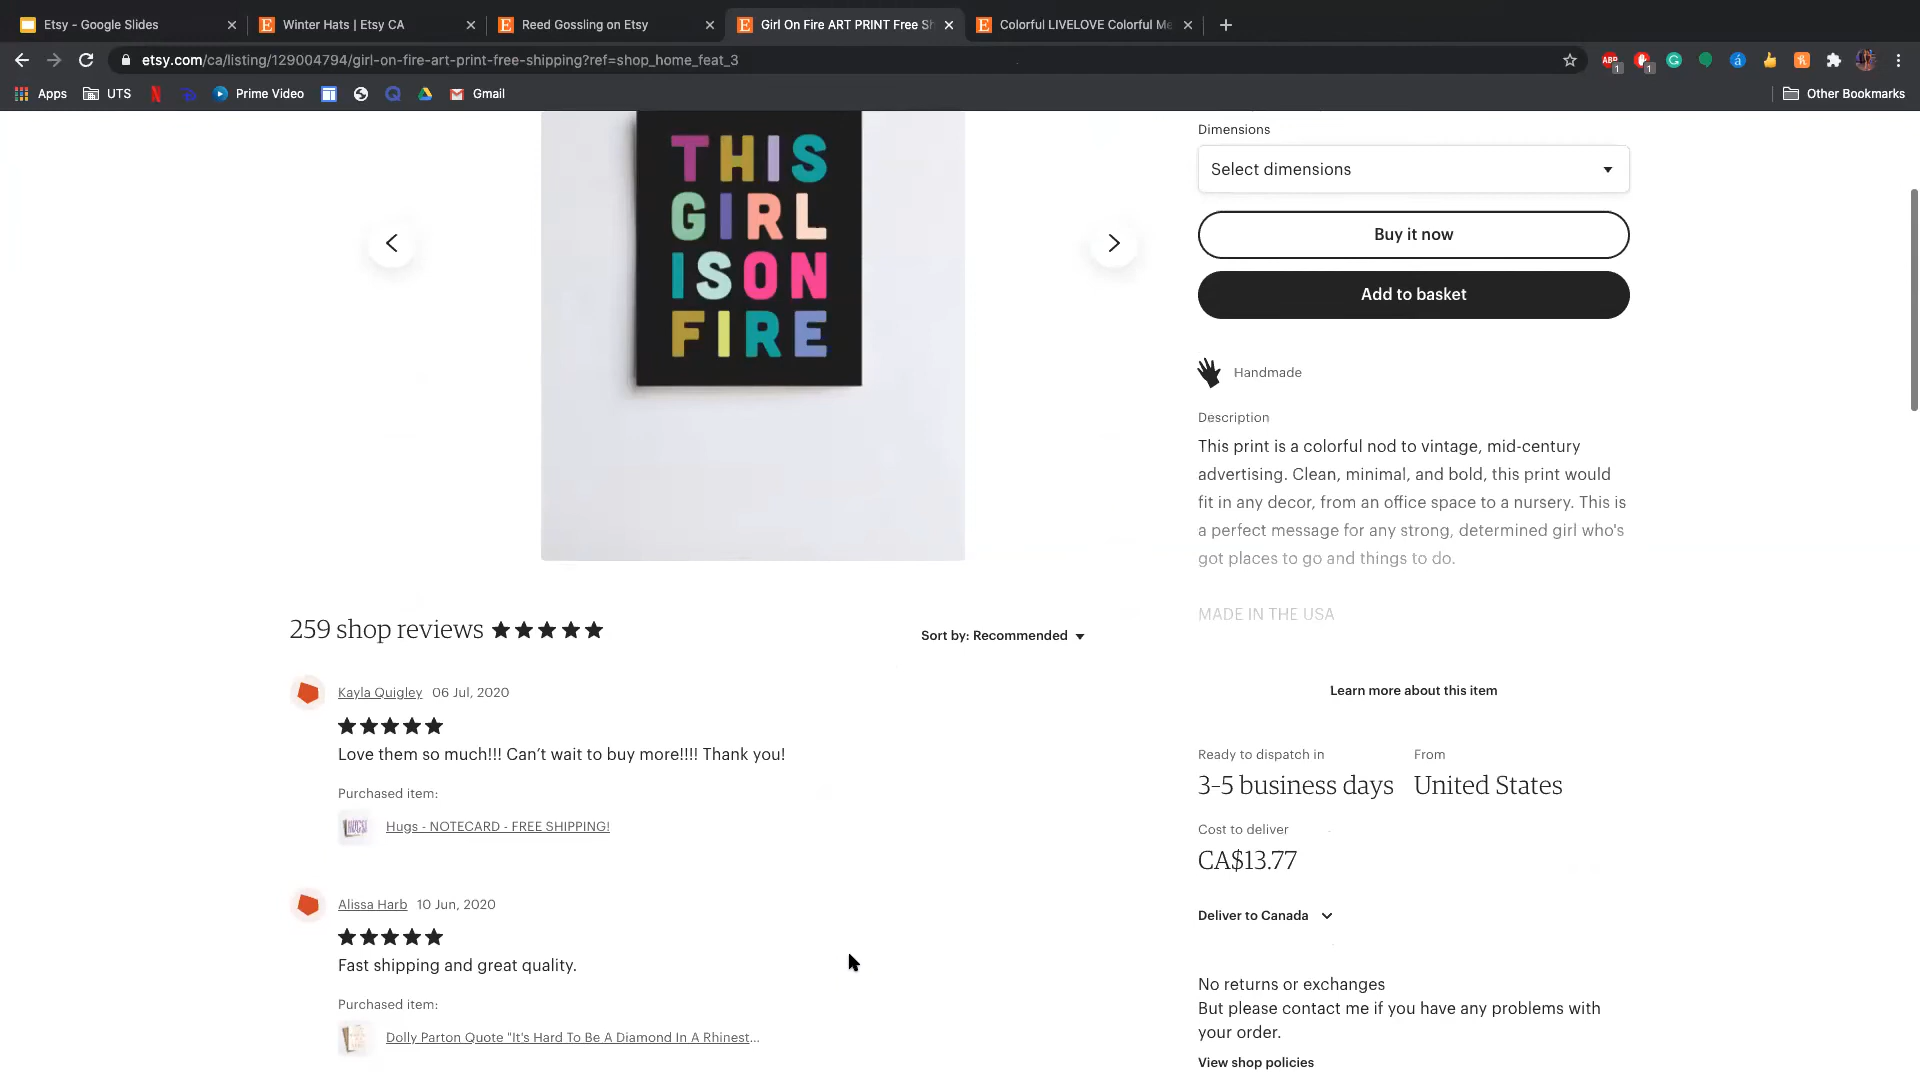 Etsy - Google Slides
Winter Hats | Etsy CA
Reed Gossling on Etsy
Girl On Fire ART PRINT Free Sh
Colorful LIVELOVE Colorful Me
etsy.com/ca/listing/129004794/girl-on-fire-art-print-free-shipping?ref=shop_home_feat_3
ABP
1
1
Apps
UTS
Prime Video
Gmail
Other Bookmarks
THIS
GIRL
IS ON
FIRE
Dimensions
Select dimensions
Buy it now
Add to basket
Handmade
Description
This print is a colorful nod to vintage, mid-century
advertising. Clean, minimal, and bold, this print would
fit in any decor, from an office space to a nursery. This is
a perfect message for any strong, determined girl who's
got places to go and things to do.
MADE IN THE USA
Learn more about this item
Ready to dispatch in
3-5 business days
From
United States
Cost to deliver
CA$13.77
Deliver to Canada
No returns or exchanges
But please contact me if you have any problems with
your order.
View shop policies
259 shop reviews
Sort by: Recommended
Kayla Quigley 06 Jul, 2020
Love them so much!!! Can’t wait to buy more!!!! Thank you!
Purchased item:
Hugs - NOTECARD - FREE SHIPPING!
Alissa Harb 10 Jun, 2020
Fast shipping and great quality.
Purchased item:
Dolly Parton Quote "It's Hard To Be A Diamond In A Rhinest...